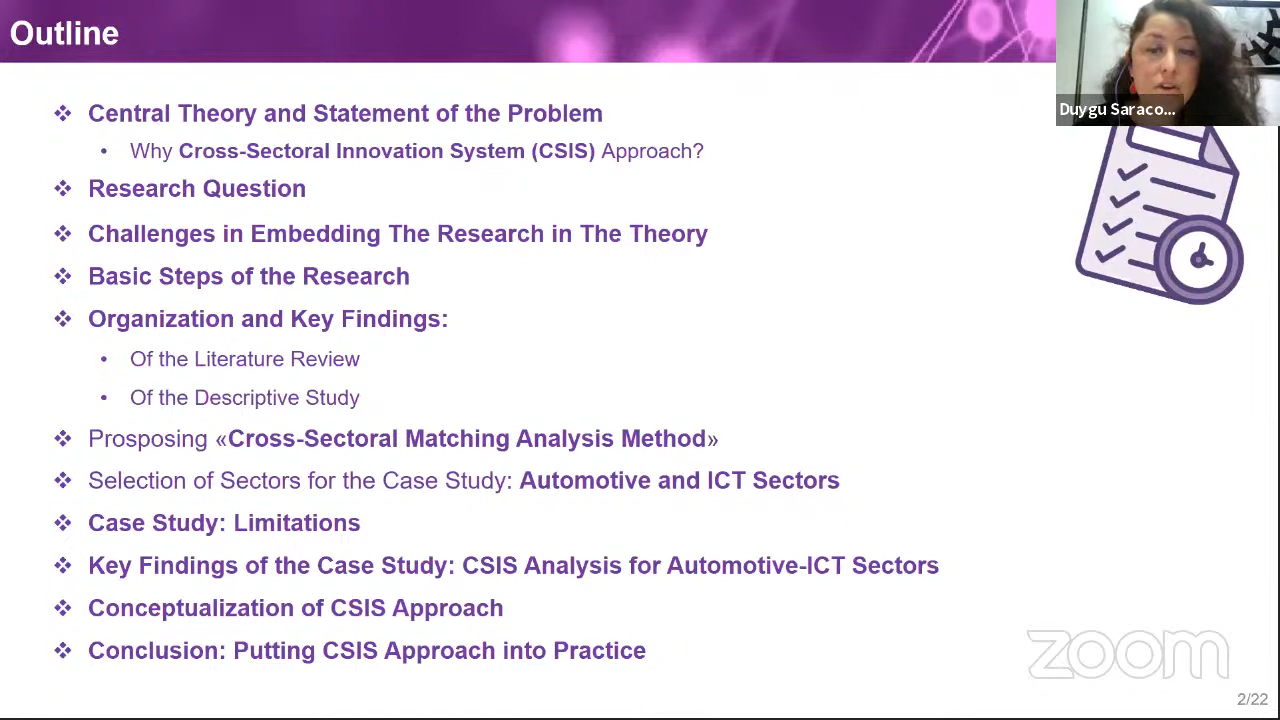 Outline
Duygu Saraco...
❖ Central Theory and Statement of the Problem
• Why Cross-Sectoral Innovation System (CSIS) Approach?
❖ Research Question
❖ Challenges in Embedding The Research in The Theory
❖ Basic Steps of the Research
❖ Organization and Key Findings:
• Of the Literature Review
• Of the Descriptive Study
❖ Prosposing «Cross-Sectoral Matching Analysis Method»
❖ Selection of Sectors for the Case Study: Automotive and ICT Sectors
❖ Case Study: Limitations
❖ Key Findings of the Case Study: CSIS Analysis for Automotive-ICT Sectors
❖ Conceptualization of CSIS Approach
❖ Conclusion: Putting CSIS Approach into Practice
zoom
2/22